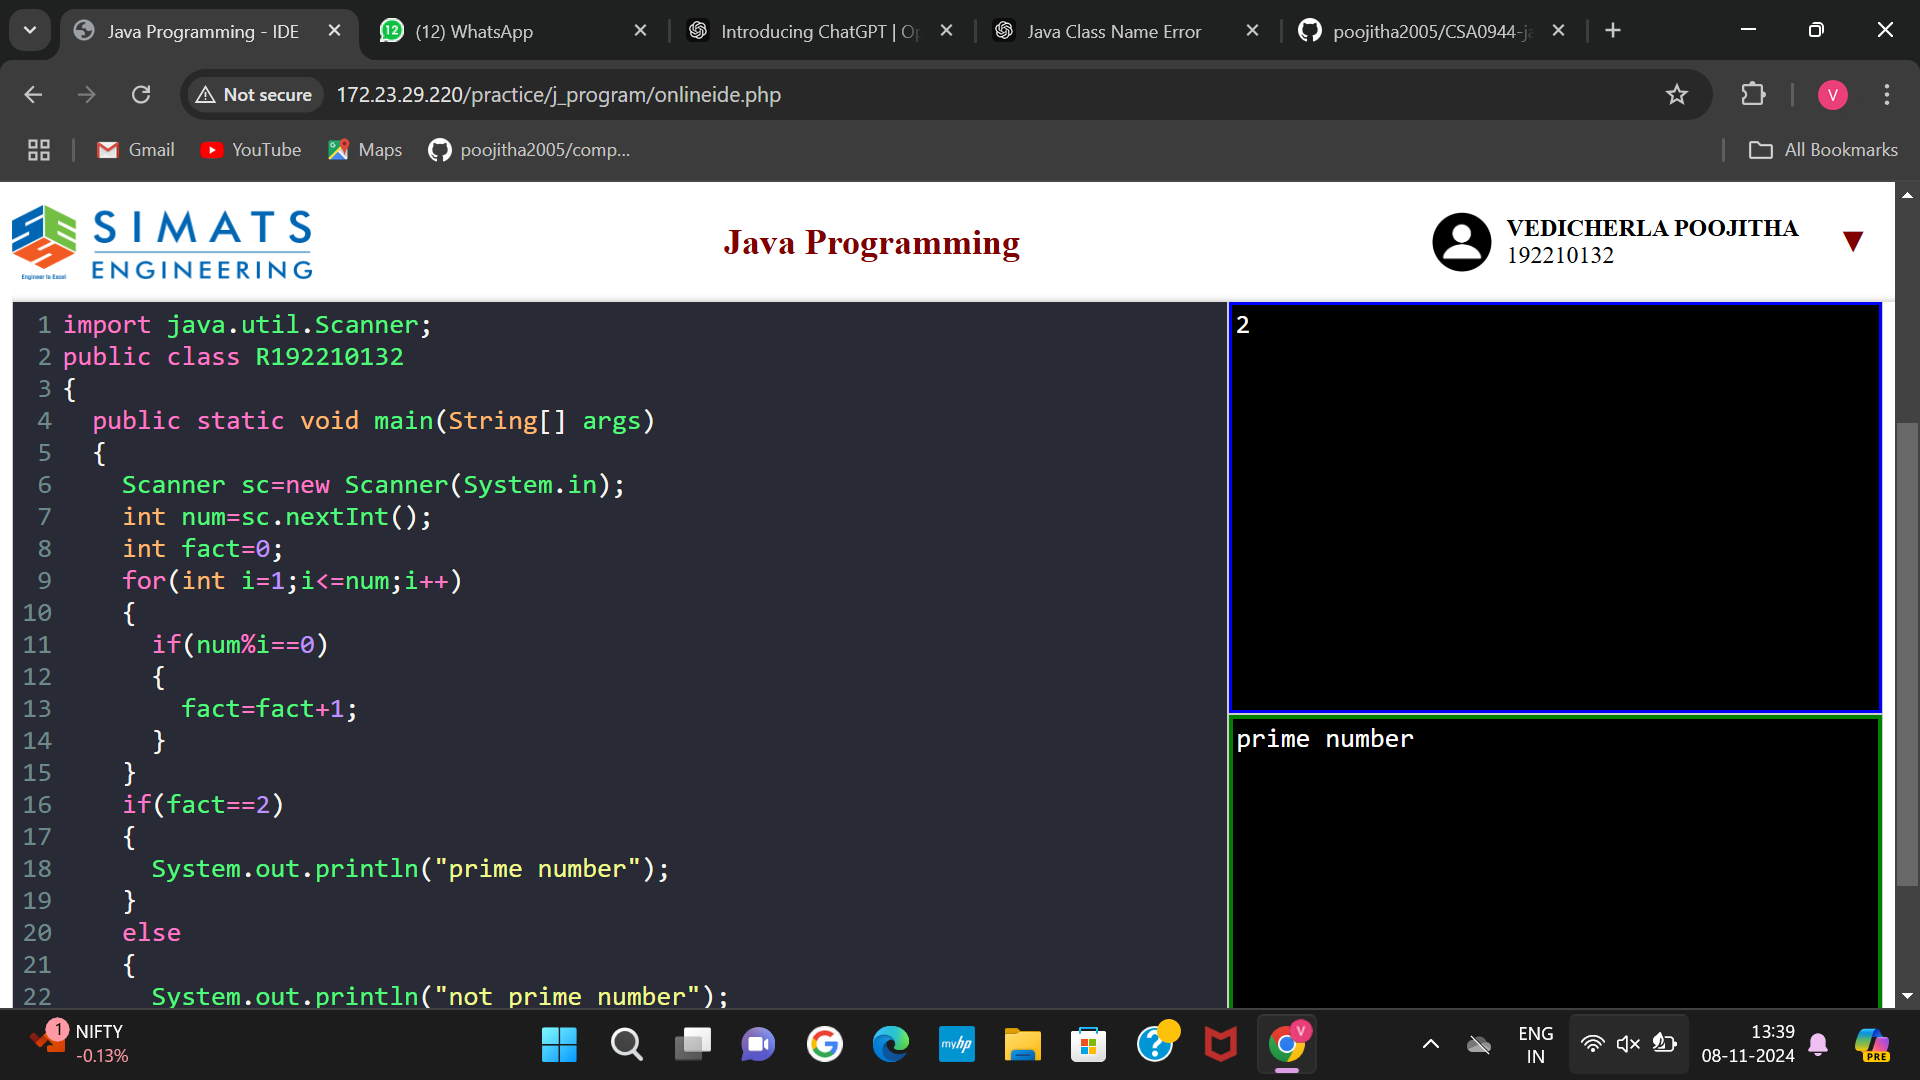 Java Programming - IDE
12
(12) WhatsApp
Introducing ChatGPT | Op
Java Class Name Error
poojitha2005/CSA0944-ja
Not secure
172.23.29.220/practice/j_program/onlineide.php
V
Gmail
YouTube
Maps
poojitha2005/comp...
All Bookmarks
SIMATS
ENGINEERING
Engineer to Excel
Java Programming
VEDICHERLA POOJITHA
192210132
1 import java.util.Scanner;
2 public class R192210132
3 {
4   public static void main(String[] args)
5   {
6     Scanner sc=new Scanner(System.in);
7     int num=sc.nextInt();
8     int fact=0;
9     for(int i=1;i<=num;i++)
10     {
11       if(num%i==0)
12       {
13         fact=fact+1;
14       }
15     }
16     if(fact==2)
17     {
18       System.out.println("prime number");
19     }
20     else
21     {
22       System.out.println("not prime number");
2
prime number
1
NIFTY
-0.13%
myhp
V
ENG
IN
13:39
08-11-2024
PRE